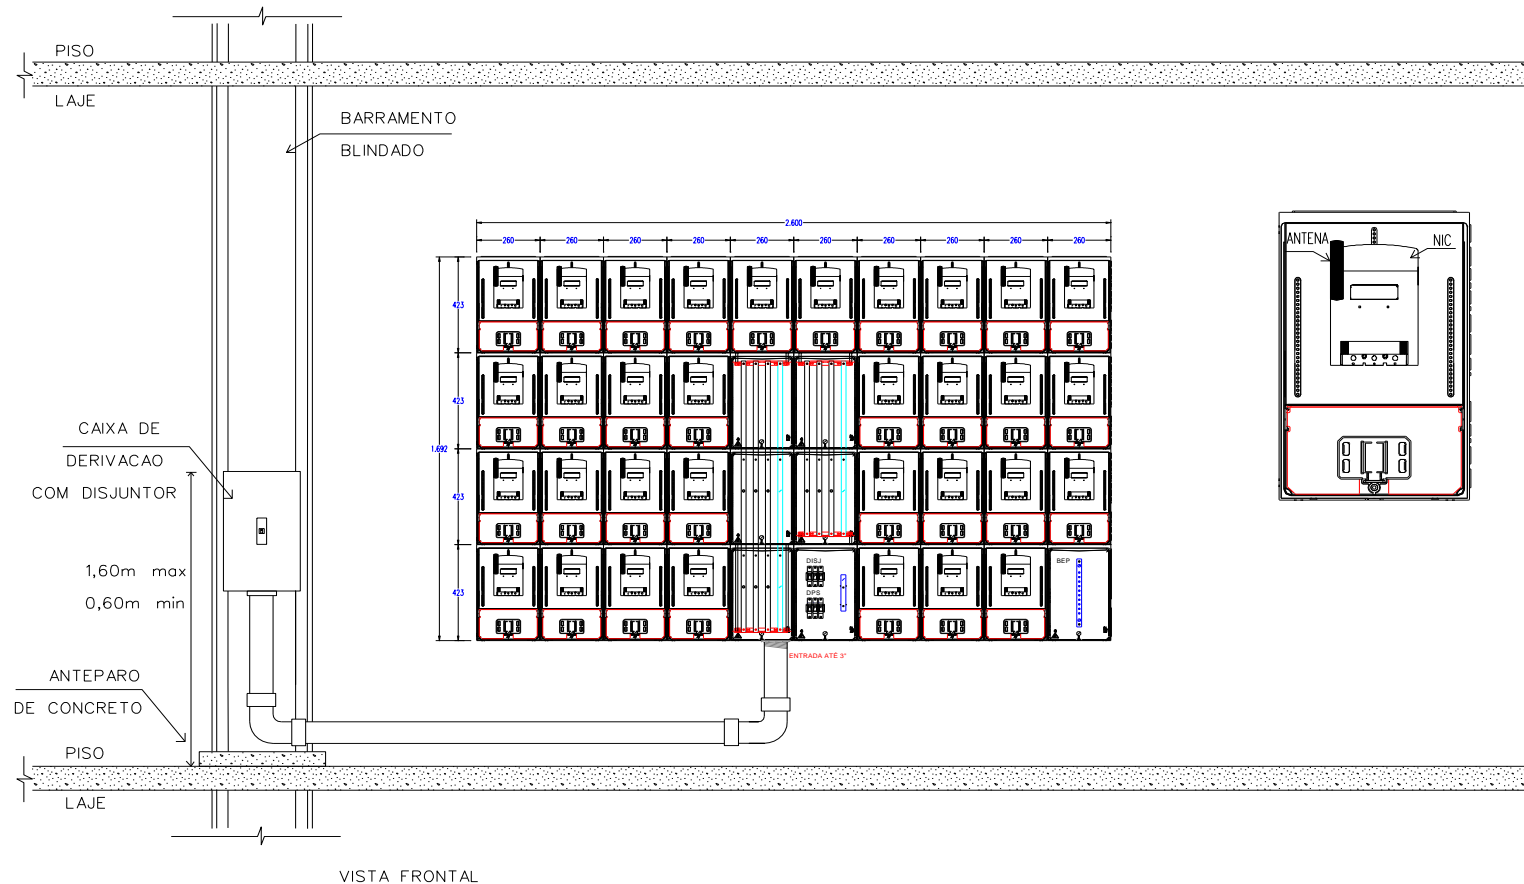 PISO
LAJE
BARRAMENTO
BLINDADO
2.600
260 260 260 260 260 260 260 260 260 260
ANTENA
NIC
423
423
1.692
423
423
CAIXA DE
DERIVACAO
COM DISJUNTOR
1,60m max
0,60m min
DISJ
DPS
BEP
ENTRADA ATÉ 3"
ANTEPARO
DE CONCRETO
PISO
LAJE
VISTA FRONTAL